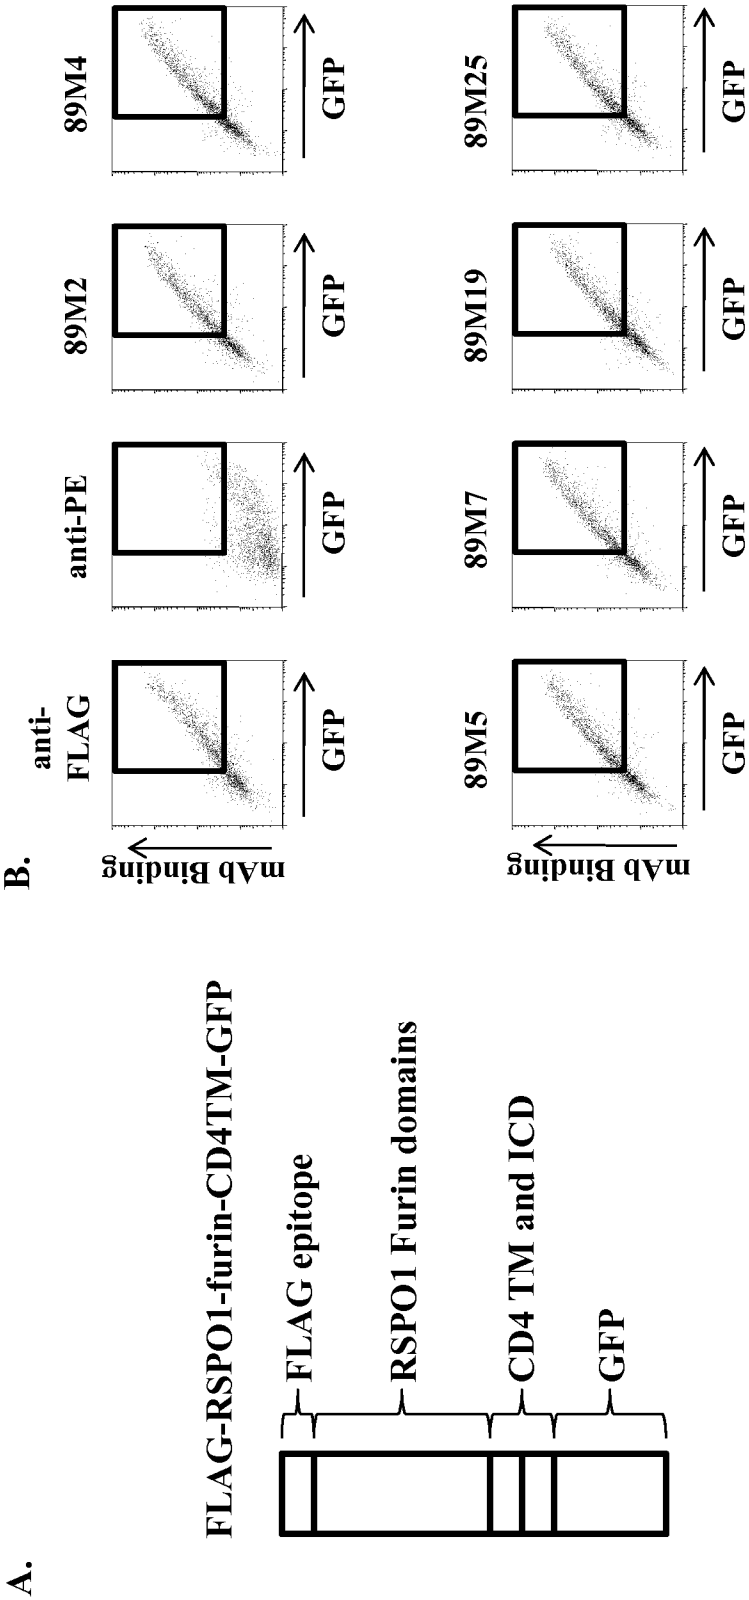 A.
FLAG-RSPO1-furin-CD4TM-GFP
FLAG epitope
RSPO1 Furin domains
CD4 TM and ICD
GFP
B.
anti-
FLAG
anti-PE
89M2
89M4
mAb Binding
GFP
GFP
GFP
GFP
89M5
89M7
89M19
89M25
mAb Binding
GFP
GFP
GFP
GFP